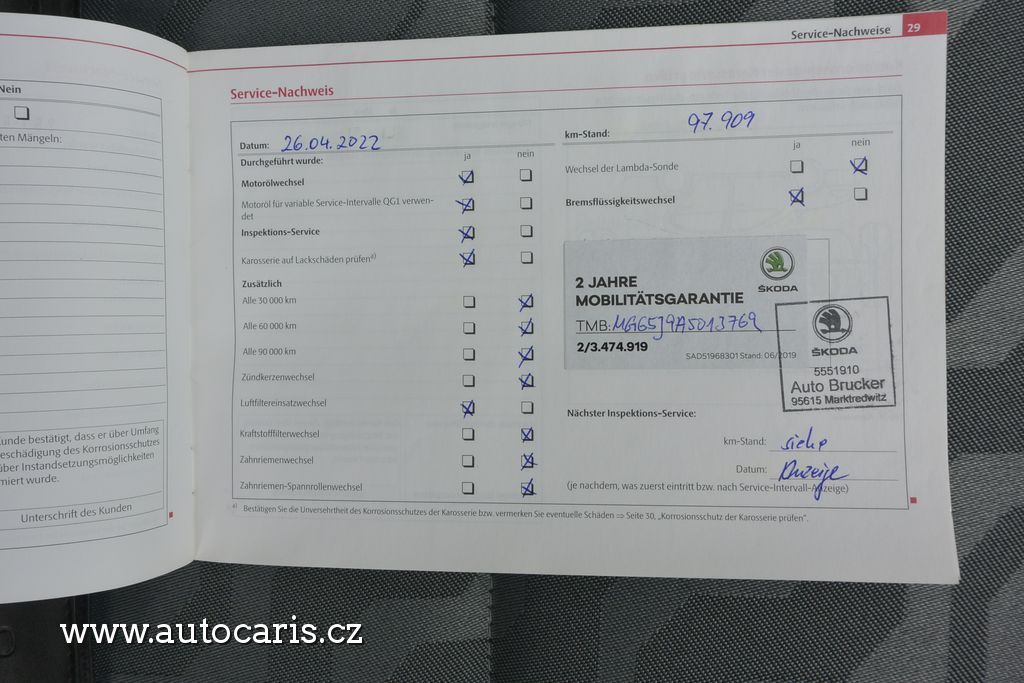 Nein
ten Mängeln:
unde bestätigt, dass er über Umfang
eschädigung des Korrosionsschutzes
ber Instandsetzungsmöglichkeiten
miert wurde.
Unterschrift des Kunden
Service-Nachweise 29
Service-Nachweis
Datum: 26.04.2022
Durchgeführt wurde: ja nein
Motorölwechsel
Motoröl für variable Service-Intervalle QG1 verwen-
det
Inspektions-Service
Karosserie auf Lackschäden prüfen a)
Zusätzlich
Alle 30 000 km
Alle 60 000 km
Alle 90 000 km
Zündkerzenwechsel
Luftfiltereinsatzwechsel
Kraftstofffilterwechsel
Zahnriemenwechsel
Zahnriemen-Spannrollenwechsel
km-Stand: 97.909
ja nein
Wechsel der Lambda-Sonde
Bremsflüssigkeitswechsel
2 JAHRE
MOBILITÄTSGARANTIE
ŠKODA
TMB: MGG65J9A5013769
2/3.474.919
SAD51968301 Stand: 06/2019
ŠKODA
5551910
Auto Brucker
95615 Marktredwitz
Nächster Inspektions-Service:
km-Stand: siehe
Datum: Anzeige
(je nachdem, was zuerst eintritt bzw. nach Service-Intervall-Anzeige)
a) Bestätigen Sie die Unversehrtheit des Korrosionsschutzes der Karosserie bzw. vermerken Sie eventuelle Schäden ⇒ Seite 30, „Korrosionsschutz der Karosserie prüfen“.
www.autocaris.cz